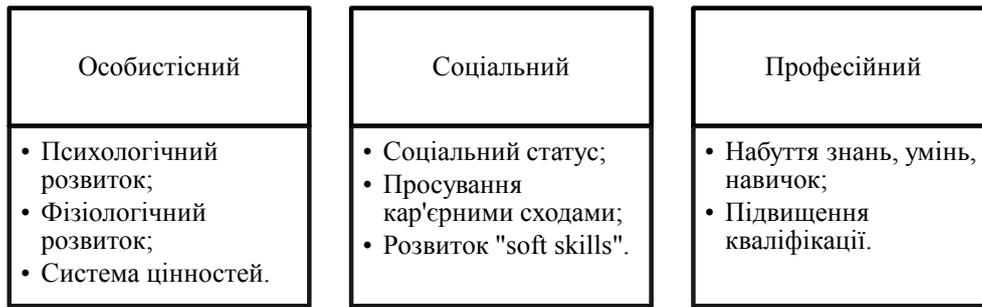 Особистісний
• Психологічний
розвиток;
• Фізіологічний
розвиток;
• Система цінностей.
Соціальний
• Соціальний статус;
• Просування
кар'єрними сходами;
• Розвиток "soft skills".
Професійний
• Набуття знань, умінь,
навичок;
• Підвищення
кваліфікації.